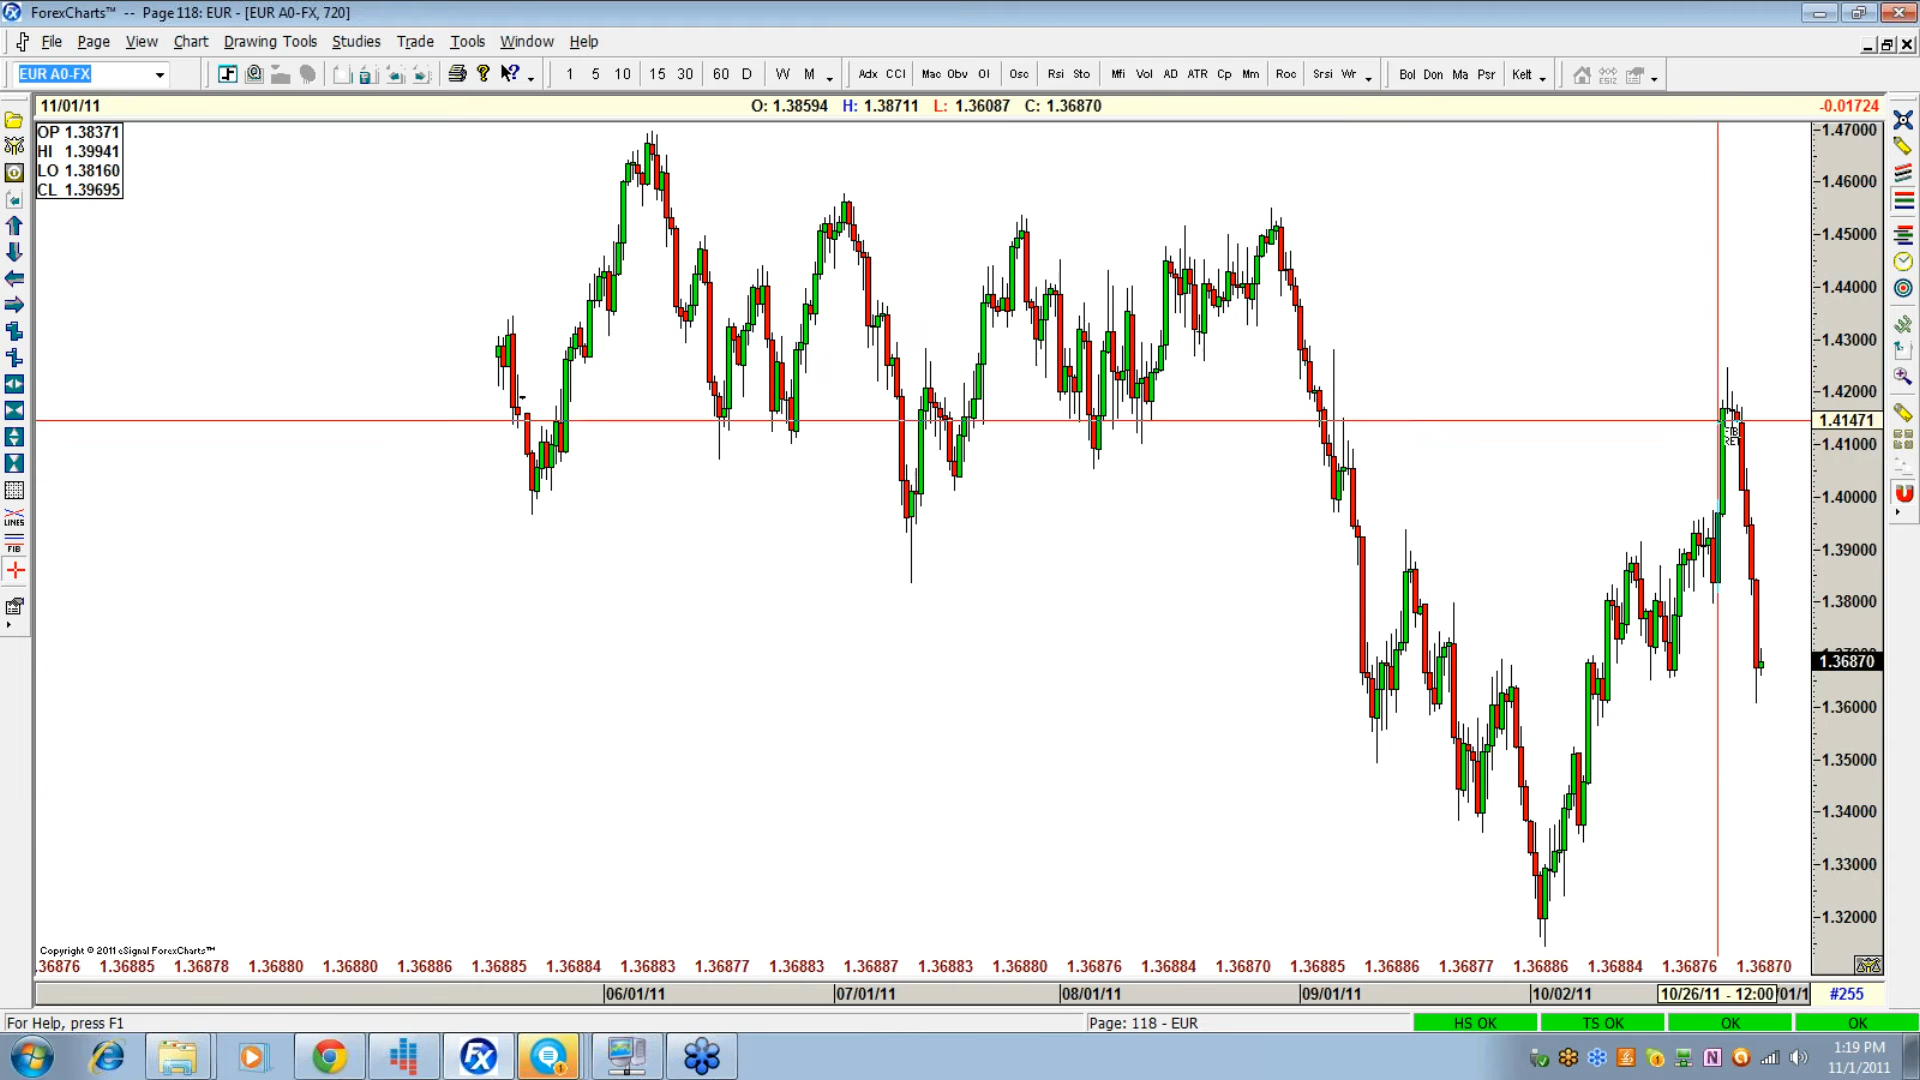 ForexCharts™ -- Page 118: EUR - [EUR A0-FX, 720]
File Page View Chart Drawing Tools Studies Trade Tools Window Help
EUR A0-FX 1 5 10 15 30 60 D W M Adx CCI Mac Obv OI Osc Rsi Sto Mfi Vol AD ATR Cp Mm Roc Srsi Wr Bol Don Ma Psr Kelt
11/01/11 O: 1.38594 H: 1.38711 L: 1.36087 C: 1.36870 -0.01724
OP 1.38371
HI 1.39941
LO 1.38160
CL 1.39695
1.47000
1.46000
1.45000
1.44000
1.43000
1.42000
1.41471
1.41000
1.40000
1.39000
1.38000
1.36870
1.36000
1.35000
1.34000
1.33000
1.32000
LINES
FIB
Copyright © 2011 eSignal ForexCharts™
.36876 1.36885 1.36878 1.36880 1.36880 1.36886 1.36885 1.36884 1.36883 1.36877 1.36883 1.36887 1.36883 1.36880 1.36876 1.36884 1.36870 1.36885 1.36886 1.36877 1.36886 1.36884 1.36876 1.36870
06/01/11 07/01/11 08/01/11 09/01/11 10/02/11 10/26/11 - 12:00 /01/1 #255
For Help, press F1 Page: 118 - EUR HS OK TS OK OK OK
1:19 PM
11/1/2011